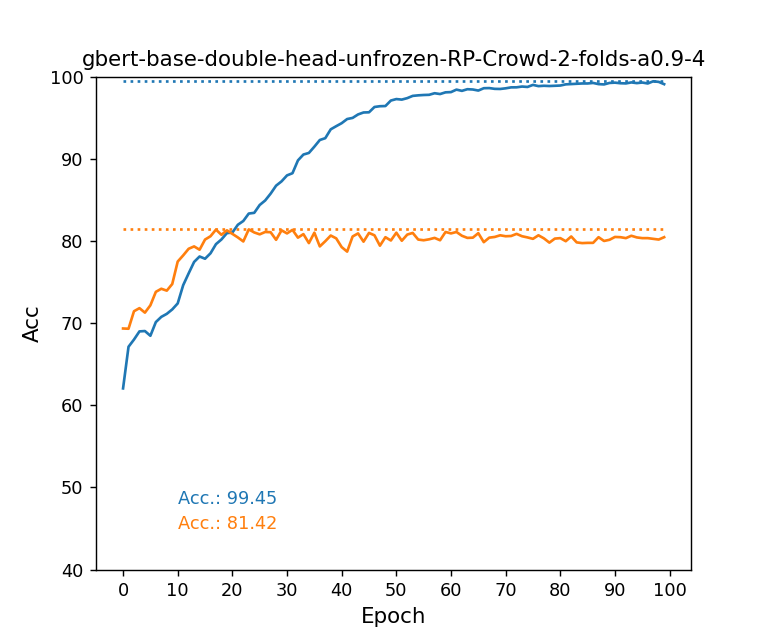 gbert-base-double-head-unfrozen-RP-Crowd-2-folds-a0.9-4
100
90
80
70
60
50
40
Acc
Acc.: 99.45
Acc.: 81.42
0 10 20 30 40 50 60 70 80 90 100
Epoch